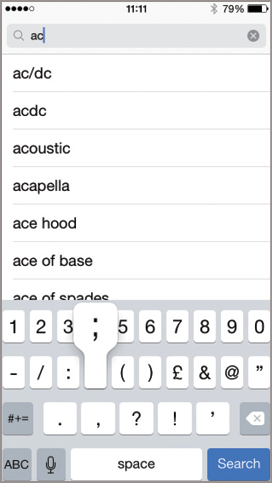 11:11 79%
ac
ac/dc
acdc
acoustic
acapella
ace hood
ace of base
ace of spades
1 2 3 ; 5 6 7 8 9 0
- / : ( ) £ & @ "
#+= . , ? ! '
ABC space Search